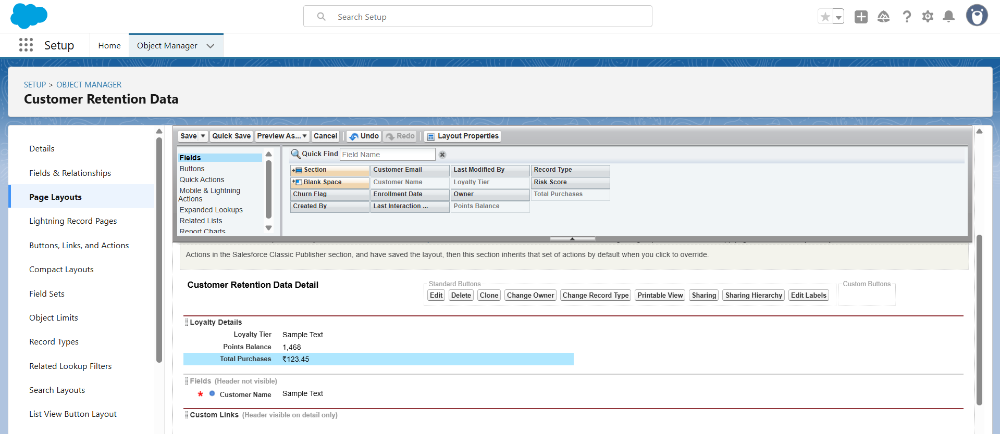 Search Setup
Setup
Home
Object Manager
SETUP > OBJECT MANAGER
Customer Retention Data
Details
Fields & Relationships
Page Layouts
Lightning Record Pages
Buttons, Links, and Actions
Compact Layouts
Field Sets
Object Limits
Record Types
Related Lookup Filters
Search Layouts
List View Button Layout
Save Quick Save Preview As... Cancel Undo Redo Layout Properties
Fields
Buttons
Quick Actions
Mobile & Lightning
Actions
Expanded Lookups
Related Lists
Report Charts
Quick Find Field Name
Section Customer Email Last Modified By Record Type
Blank Space Customer Name Loyalty Tier Risk Score
Churn Flag Enrollment Date Owner Total Purchases
Created By Last Interaction ... Points Balance
Actions in the Salesforce Classic Publisher section, and have saved the layout, then this section inherits that set of actions by default when you click to override.
Customer Retention Data Detail
Standard Buttons
Edit Delete Clone Change Owner Change Record Type Printable View Sharing Sharing Hierarchy Edit Labels
Custom Buttons
Loyalty Details
Loyalty Tier Sample Text
Points Balance 1,468
Total Purchases ₹123.45
Fields (Header not visible)
* Customer Name Sample Text
Custom Links (Header visible on detail only)